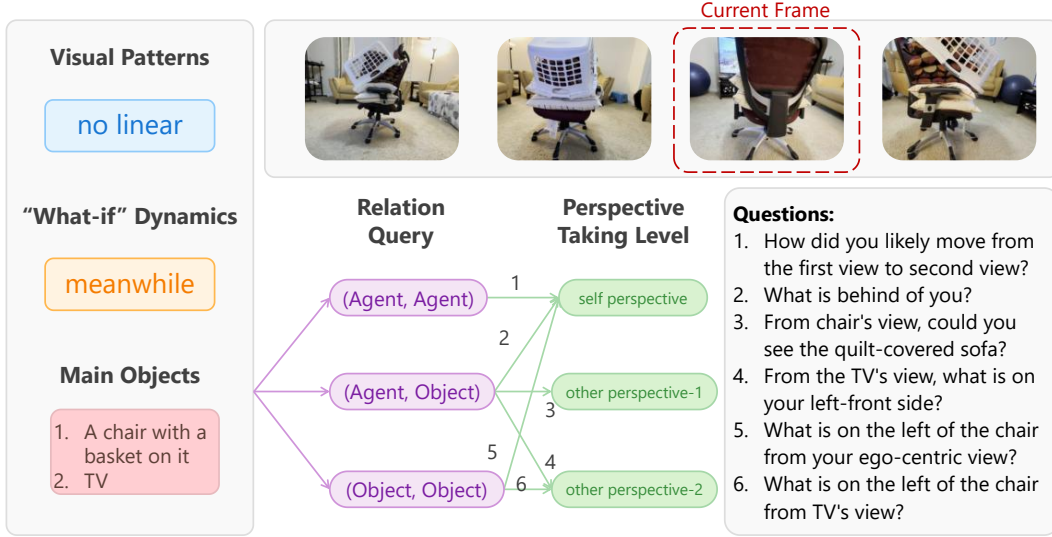 Current Frame
Visual Patterns
no linear
“What-if” Dynamics
meanwhile
Main Objects
1. A chair with a
basket on it
2. TV
Relation
Query
Perspective
Taking Level
(Agent, Agent)
(Agent, Object)
(Object, Object)
1
2
3
4
5
6
self perspective
other perspective-1
other perspective-2
Questions:
1. How did you likely move from
the first view to second view?
2. What is behind of you?
3. From chair's view, could you
see the quilt-covered sofa?
4. From the TV's view, what is on
your left-front side?
5. What is on the left of the chair
from your ego-centric view?
6. What is on the left of the chair
from TV's view?